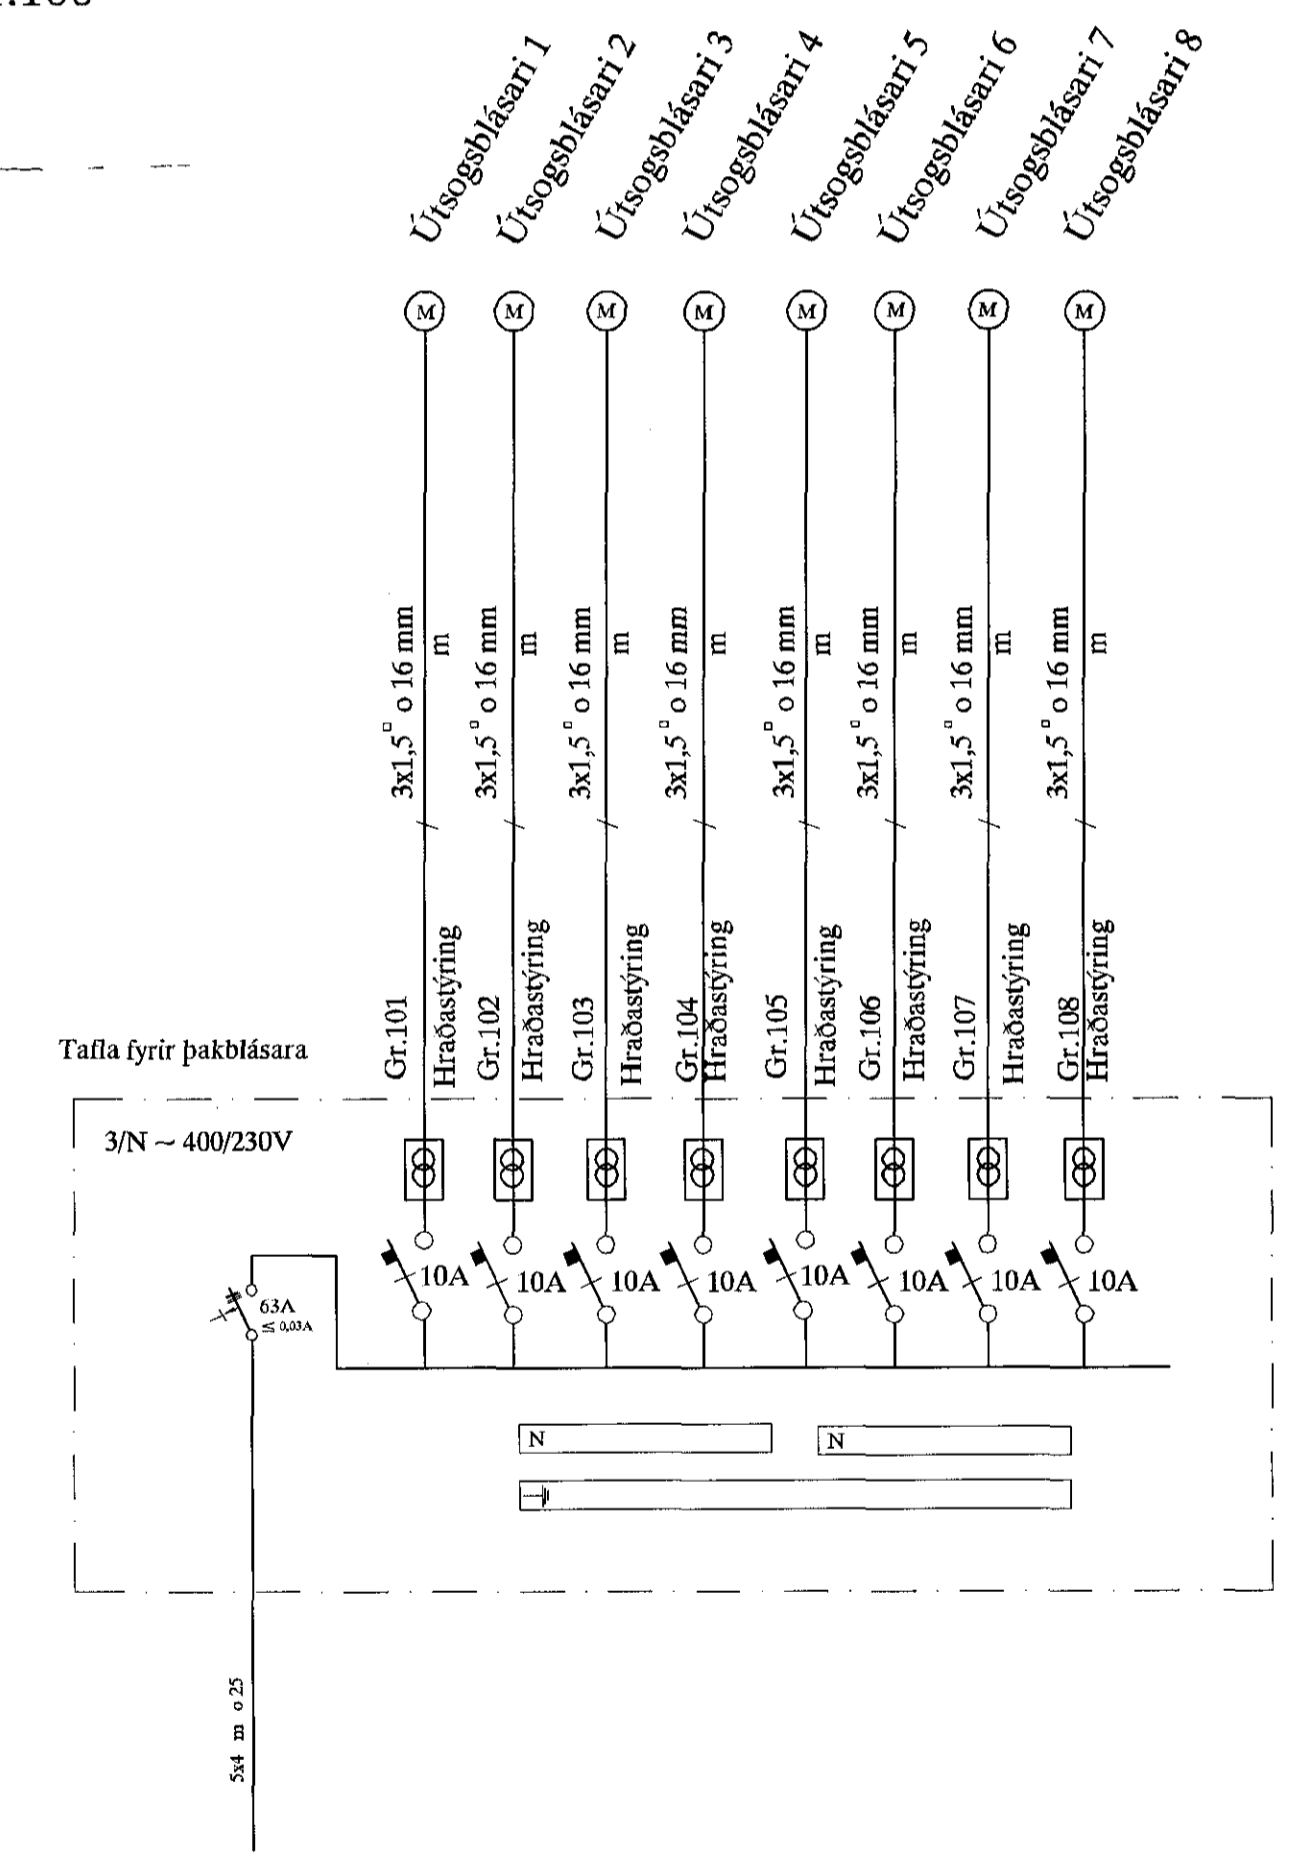 Útsogsblásari 1
Útsogsblásari 2
Útsogsblásari 3
Útsogsblásari 4
Útsogsblásari 5
Útsogsblásari 6
Útsogsblásari 7
Útsogsblásari 8
M
M
M
M
M
M
M
M
3x1,5▫ o 16 mm
m
3x1,5▫ o 16 mm
m
3x1,5▫ o 16 mm
m
3x1,5▫ o 16 mm
m
3x1,5▫ o 16 mm
m
3x1,5▫ o 16 mm
m
3x1,5▫ o 16 mm
m
3x1,5▫ o 16 mm
m
Gr.101
Hraðastýring
Gr.102
Hraðastýring
Gr.103
Hraðastýring
Gr.104
Hraðastýring
Gr.105
Hraðastýring
Gr.106
Hraðastýring
Gr.107
Hraðastýring
Gr.108
Hraðastýring
Tafla fyrir þakblásara
3/N ~ 400/230V
10A
10A
10A
10A
10A
10A
10A
10A
63A
≤ 0,03A
N
N
5x4 m o 25